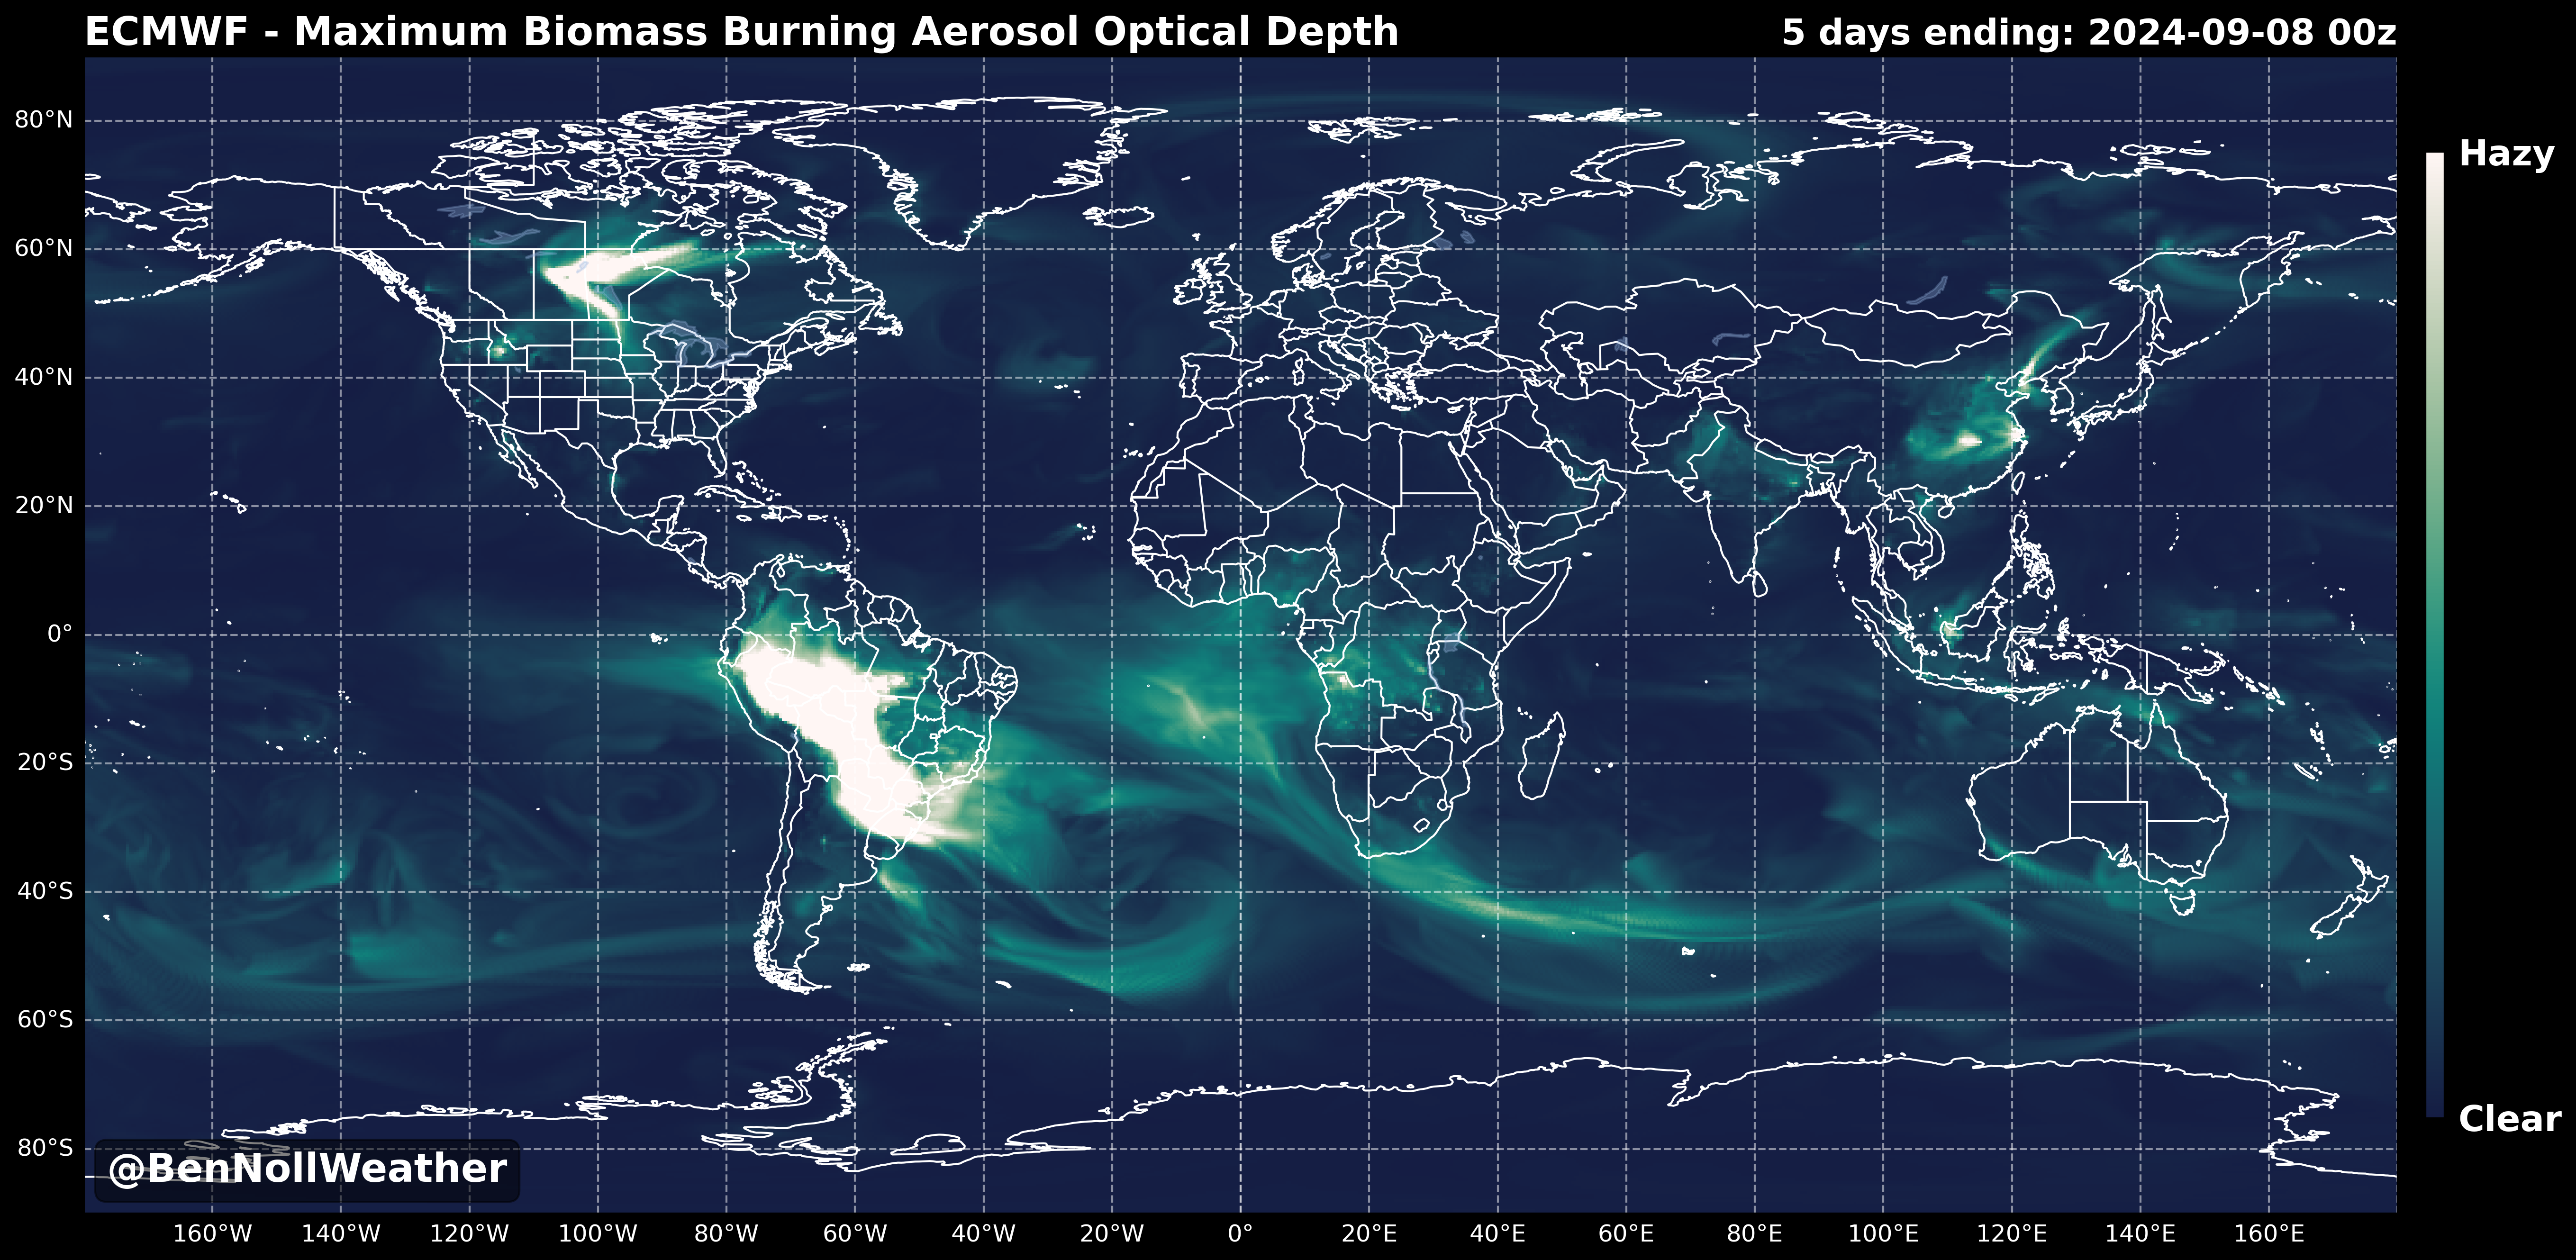 ECMWF - Maximum Biomass Burning Aerosol Optical Depth
5 days ending: 2024-09-08 00z
Hazy
80°N
60°N
40°N
20°N
0°
20°S
40°S
60°S
80°S
Clear
@BenNollWeather
160°W 140°W 120°W 100°W 80°W 60°W 40°W 20°W 0° 20°E 40°E 60°E 80°E 100°E 120°E 140°E 160°E